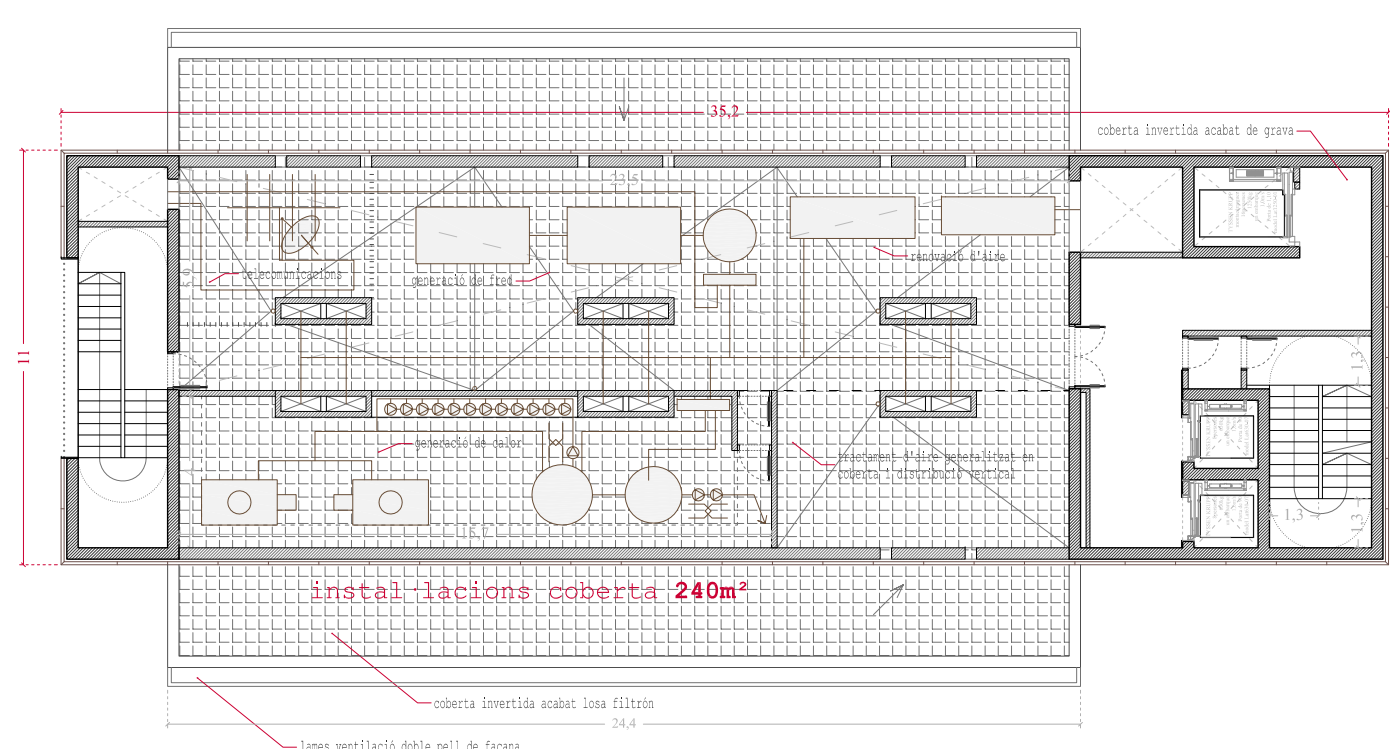 35,2
coberta invertida acabat de grava
23,5
telecomunicacions
generació de fred
renovació d'aire
5,9
11
1,3
generació de calor
tractament d'aire generalitzat en
coberta i distribució vertical
15,7
1,3
1,3
instal·lacions coberta 240m²
coberta invertida acabat losa filtrón
24,4
lames ventilació doble pell de façana